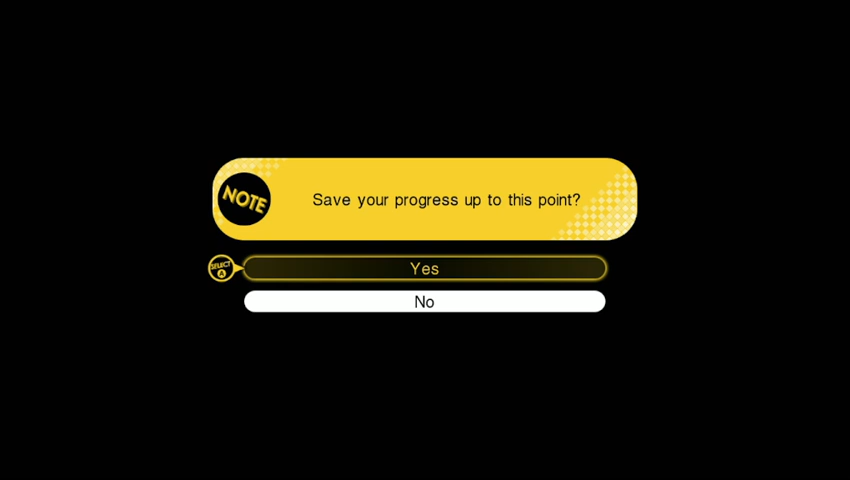 NOTE
Save your progress up to this point?
SELECT
A
Yes
No